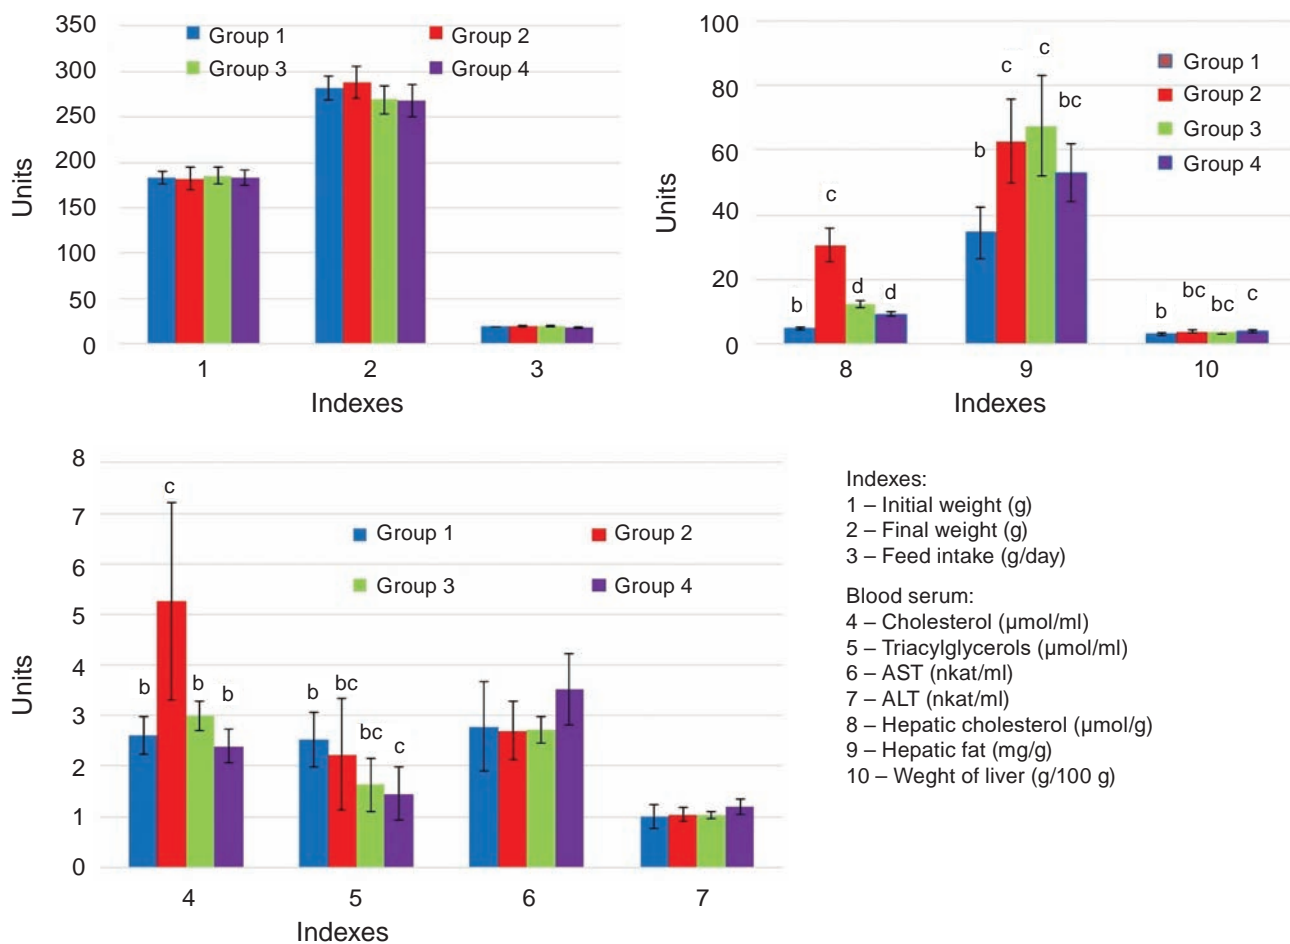 350
300
250
200
150
100
50
0
Units
Group 1
Group 2
Group 3
Group 4
1
2
3
Indexes
100
80
60
40
20
0
Units
b
c
d
d
b
c
c
bc
b
bc
bc
c
Group 1
Group 2
Group 3
Group 4
8
9
10
Indexes
8
7
6
5
4
3
2
1
0
Units
c
b
b
b
b
bc
bc
c
Group 1
Group 2
Group 3
Group 4
4
5
6
7
Indexes
Indexes:
1 – Initial weight (g)
2 – Final weight (g)
3 – Feed intake (g/day)
Blood serum:
4 – Cholesterol (μmol/ml)
5 – Triacylglycerols (μmol/ml)
6 – AST (nkat/ml)
7 – ALT (nkat/ml)
8 – Hepatic cholesterol (μmol/g)
9 – Hepatic fat (mg/g)
10 – Weght of liver (g/100 g)